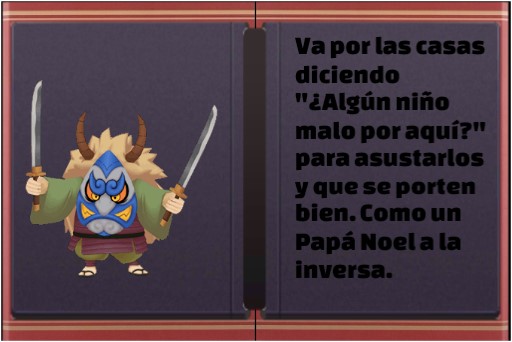 Va por las casas
diciendo
"¿Algún niño
malo por aquí?"
para asustarlos
y que se porten
bien. Como un
Papá Noel a la
inversa.